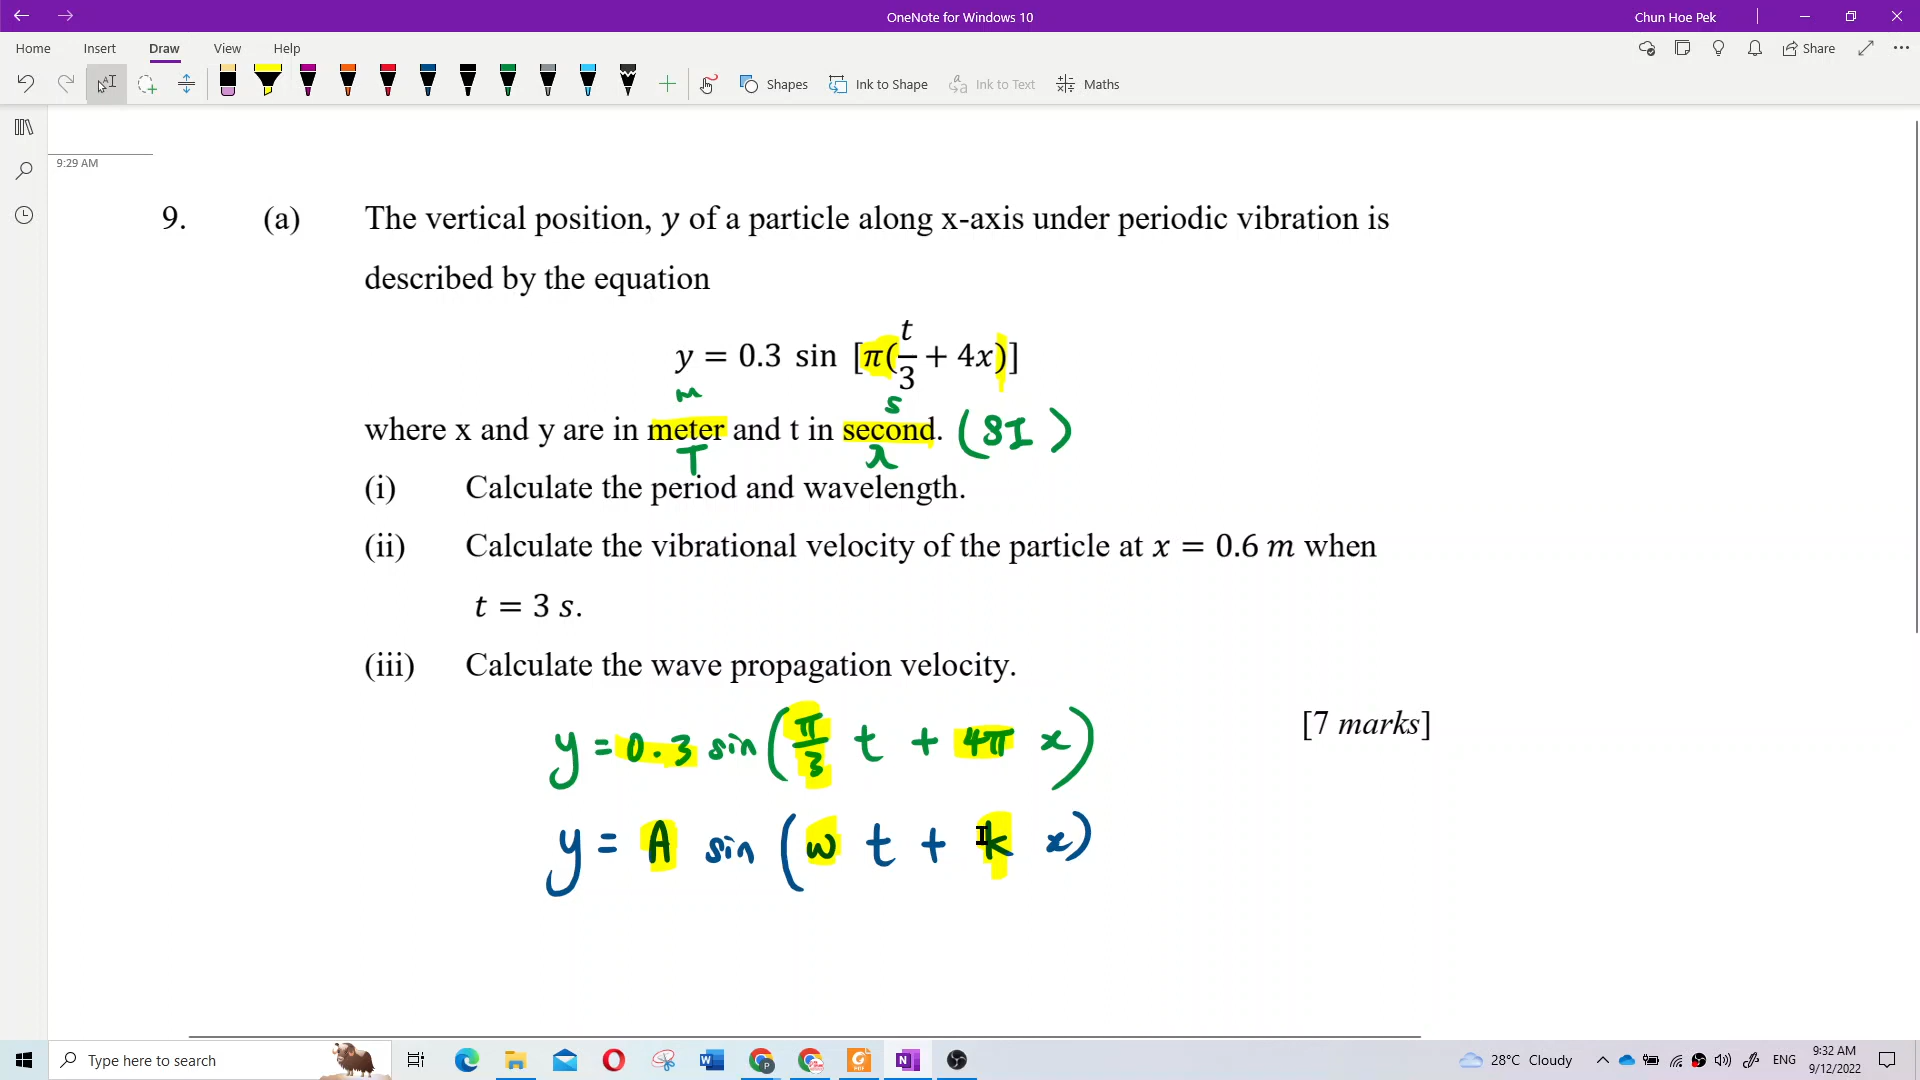 OneNote for Windows 10
Chun Hoe Pek
Home Insert Draw View Help
Share
Shapes Ink to Shape Ink to Text Maths
9:29 AM
9. (a) The vertical position, y of a particle along x-axis under periodic vibration is
described by the equation
y = 0.3 sin [π(t/3 + 4x)]
m s
where x and y are in meter and t in second. (SI)
T λ
(i) Calculate the period and wavelength.
(ii) Calculate the vibrational velocity of the particle at x = 0.6 m when
t = 3 s.
(iii) Calculate the wave propagation velocity.
[7 marks]
y = 0.3 sin (π/3 t + 4π x)
y = A sin (ω t + k x)
Type here to search
28°C Cloudy
ENG
9:32 AM
9/12/2022